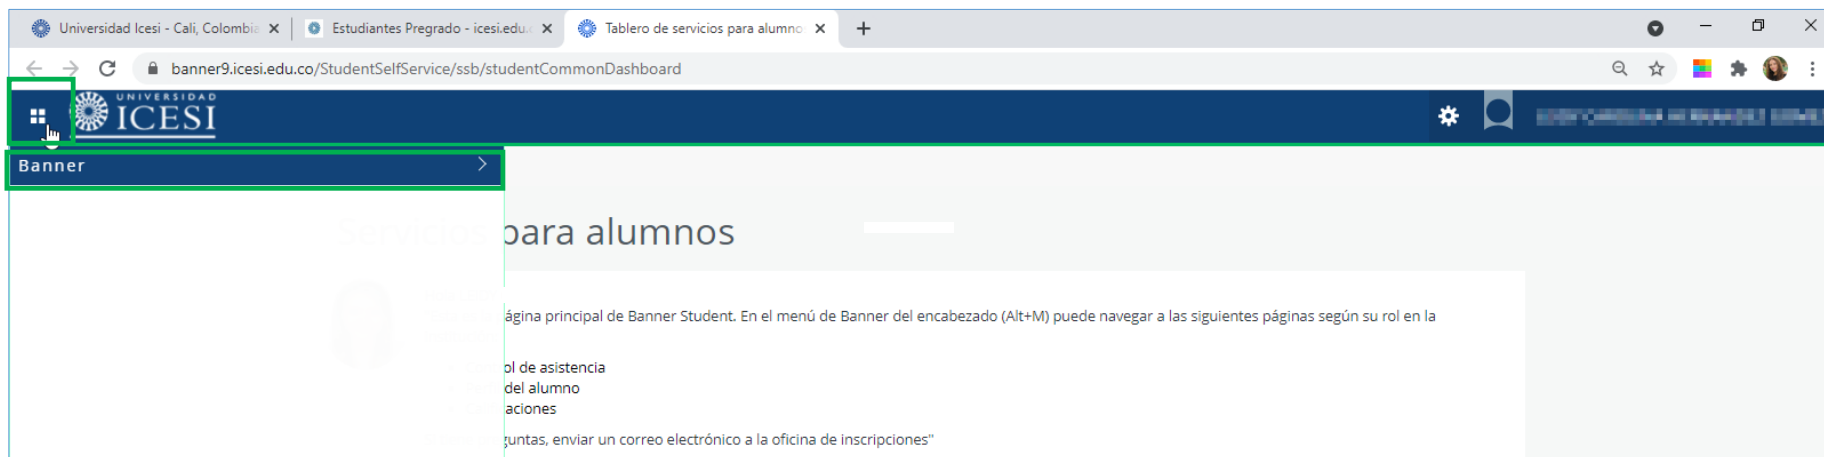 Universidad Icesi - Cali, Colombia
Estudiantes Pregrado - icesi.edu.c
Tablero de servicios para alumno
banner9.icesi.edu.co/StudentSelfService/ssb/studentCommonDashboard
UNIVERSIDAD
ICESI
Banner
Servicios para alumnos
ágina principal de Banner Student. En el menú de Banner del encabezado (Alt+M) puede navegar a las siguientes páginas según su rol en la
ol de asistencia
del alumno
aciones
guntas, enviar un correo electrónico a la oficina de inscripciones"